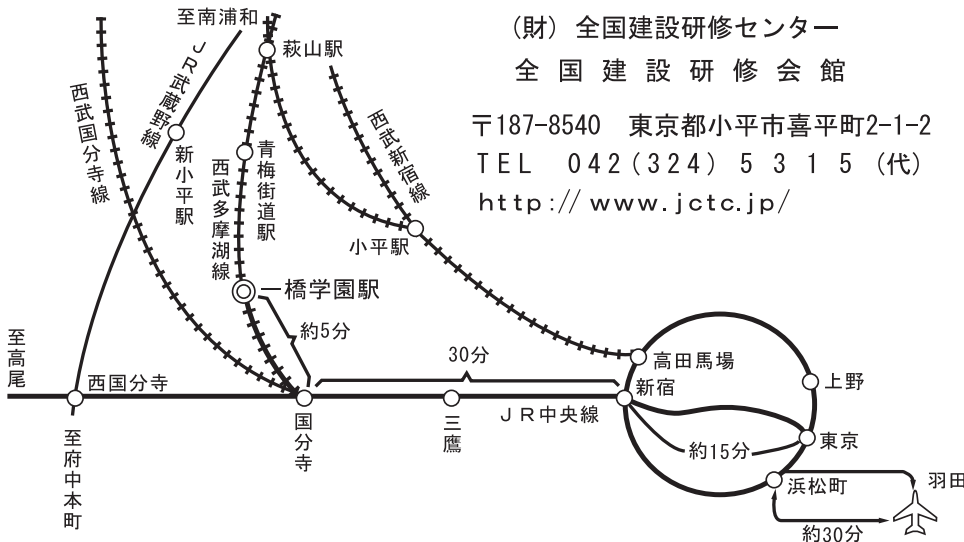 至南浦和
(財) 全国建設研修センター
全国建設研修会館
〒187-8540 東京都小平市喜平町2-1-2
TEL 042(324) 5315 (代)
http://www.jctc.jp/
萩山駅
JR武蔵野線
西武国分寺線
新小平駅
青梅街道駅
西武多摩湖線
西武新宿線
小平駅
一橋学園駅
約5分
至高尾
西国分寺
30分
高田馬場
新宿
上野
国分寺
三鷹
JR中央線
約15分
東京
至府中本町
浜松町
羽田
約30分